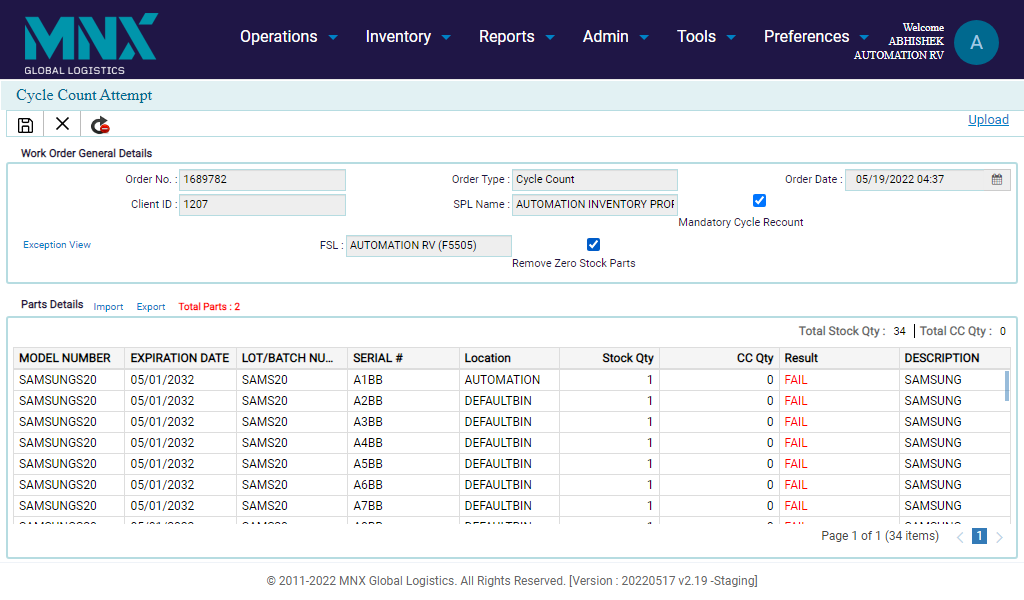 MNX
GLOBAL LOGISTICS
Operations Inventory Reports Admin Tools Preferences
Welcome
ABHISHEK
AUTOMATION RV
A
Cycle Count Attempt
Upload
Work Order General Details
Order No. : 1689782 Order Type : Cycle Count Order Date : 05/19/2022 04:37
Client ID : 1207 SPL Name : AUTOMATION INVENTORY PROF
Mandatory Cycle Recount
Exception View FSL : AUTOMATION RV (F5505)
Remove Zero Stock Parts
Parts Details Import Export Total Parts : 2
Total Stock Qty : 34 Total CC Qty : 0
MODEL NUMBER EXPIRATION DATE LOT/BATCH NU... SERIAL # Location Stock Qty CC Qty Result DESCRIPTION
SAMSUNGS20 05/01/2032 SAMS20 A1BB AUTOMATION 1 0 FAIL SAMSUNG
SAMSUNGS20 05/01/2032 SAMS20 A2BB DEFAULTBIN 1 0 FAIL SAMSUNG
SAMSUNGS20 05/01/2032 SAMS20 A3BB DEFAULTBIN 1 0 FAIL SAMSUNG
SAMSUNGS20 05/01/2032 SAMS20 A4BB DEFAULTBIN 1 0 FAIL SAMSUNG
SAMSUNGS20 05/01/2032 SAMS20 A5BB DEFAULTBIN 1 0 FAIL SAMSUNG
SAMSUNGS20 05/01/2032 SAMS20 A6BB DEFAULTBIN 1 0 FAIL SAMSUNG
SAMSUNGS20 05/01/2032 SAMS20 A7BB DEFAULTBIN 1 0 FAIL SAMSUNG
Page 1 of 1 (34 items) 1
© 2011-2022 MNX Global Logistics. All Rights Reserved. [Version : 20220517 v2.19 -Staging]